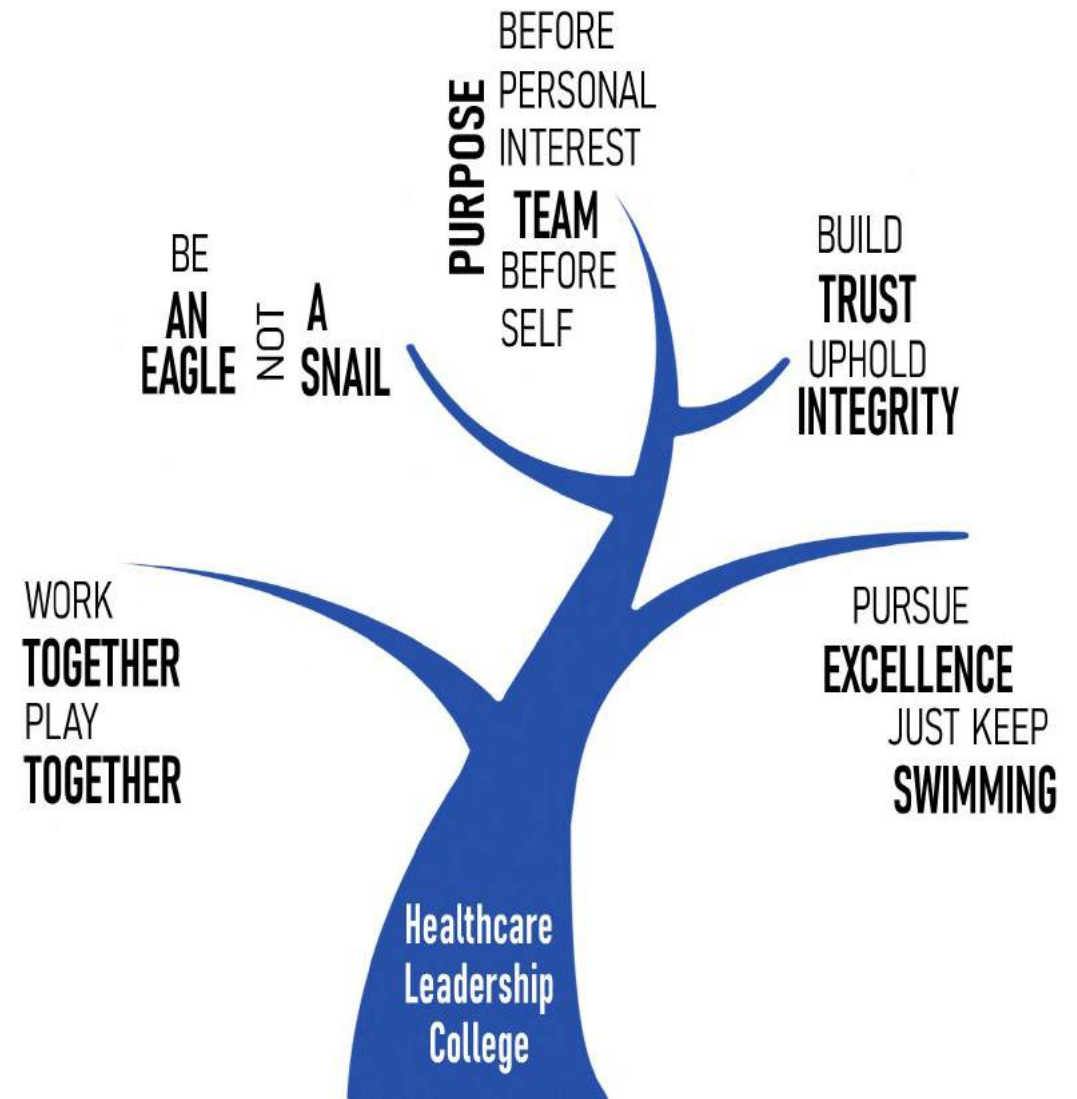 PURPOSE
BEFORE
PERSONAL
INTEREST
TEAM
BEFORE
SELF
BE
AN
EAGLE
NOT
A
SNAIL
BUILD
TRUST
UPHOLD
INTEGRITY
WORK
TOGETHER
PLAY
TOGETHER
PURSUE
EXCELLENCE
JUST KEEP
SWIMMING
Healthcare
Leadership
College